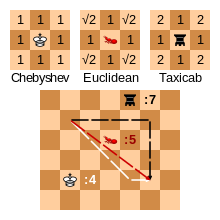 1 1 1 √2 1 √2 2 1 2
1 1 1 1 1 1
1 1 1 √2 1 √2 2 1 2
Chebyshev Euclidean Taxicab
:7
:5
:4